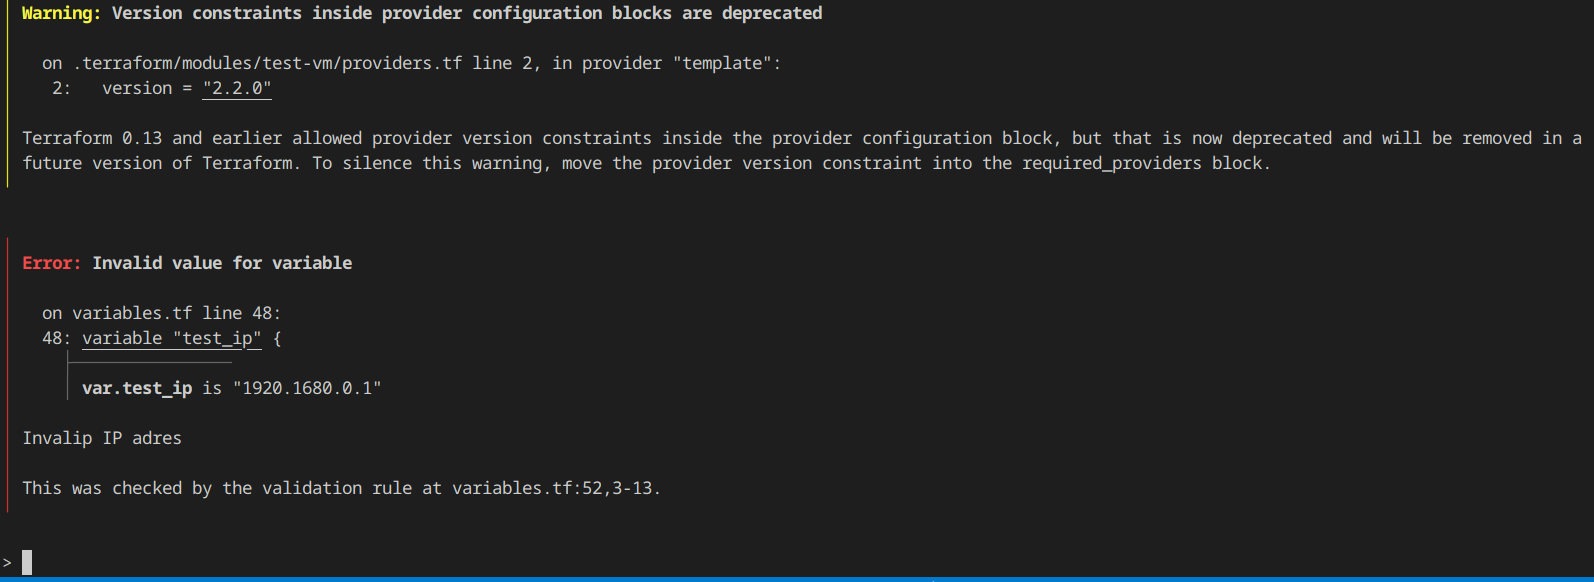 Warning: Version constraints inside provider configuration blocks are deprecated
on .terraform/modules/test-vm/providers.tf line 2, in provider "template":
2: version = "2.2.0"
Terraform 0.13 and earlier allowed provider version constraints inside the provider configuration block, but that is now deprecated and will be removed in a
future version of Terraform. To silence this warning, move the provider version constraint into the required_providers block.
Error: Invalid value for variable
on variables.tf line 48:
48: variable "test_ip" {
var.test_ip is "1920.1680.0.1"
Invalip IP adres
This was checked by the validation rule at variables.tf:52,3-13.
>